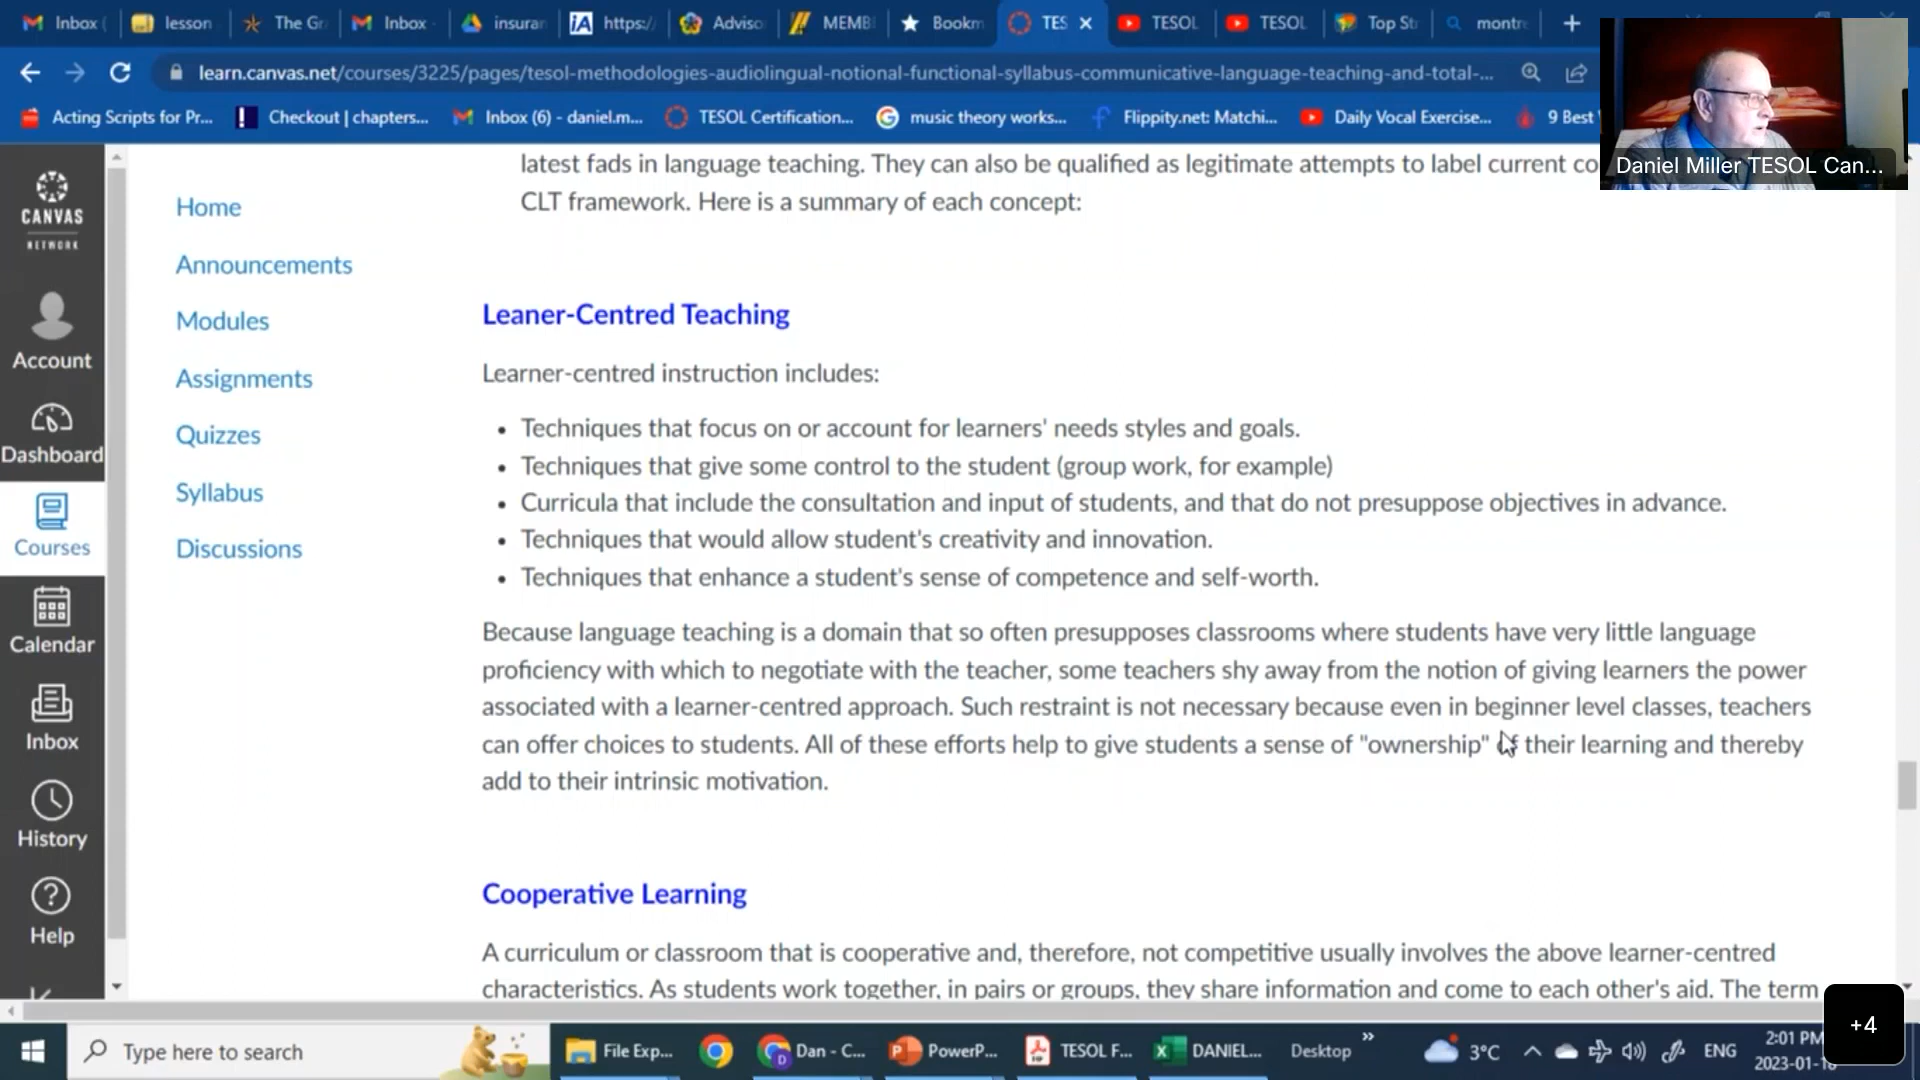 Inbox (
lesson
The Gr
Inbox
insuran
iA
https:/
Adviso
MEMB
Bookm
TES
TESOL
TESOL
Top St
montr
learn.canvas.net/courses/3225/pages/tesol-methodologies-audiolingual-notional-functional-syllabus-communicative-language-teaching-and-total-...
Acting Scripts for Pr...
Checkout | chapters...
Inbox (6) - daniel.m...
TESOL Certification...
music theory works...
Flippity.net: Matchi...
Daily Vocal Exercise...
9 Best
Daniel Miller TESOL Can...
CANVAS
NETWORK
Account
Dashboard
Courses
Calendar
Inbox
History
Help
Home
Announcements
Modules
Assignments
Quizzes
Syllabus
Discussions
latest fads in language teaching. They can also be qualified as legitimate attempts to label current co
CLT framework. Here is a summary of each concept:
Leaner-Centred Teaching
Learner-centred instruction includes:
• Techniques that focus on or account for learners' needs styles and goals.
• Techniques that give some control to the student (group work, for example)
• Curricula that include the consultation and input of students, and that do not presuppose objectives in advance.
• Techniques that would allow student's creativity and innovation.
• Techniques that enhance a student's sense of competence and self-worth.
Because language teaching is a domain that so often presupposes classrooms where students have very little language
proficiency with which to negotiate with the teacher, some teachers shy away from the notion of giving learners the power
associated with a learner-centred approach. Such restraint is not necessary because even in beginner level classes, teachers
can offer choices to students. All of these efforts help to give students a sense of "ownership" of their learning and thereby
add to their intrinsic motivation.
Cooperative Learning
A curriculum or classroom that is cooperative and, therefore, not competitive usually involves the above learner-centred
characteristics. As students work together, in pairs or groups, they share information and come to each other's aid. The term
+4
Type here to search
File Exp...
Dan - C...
PowerP...
TESOL F...
DANIEL...
Desktop
3°C
ENG
2:01 PM
2023-01-1